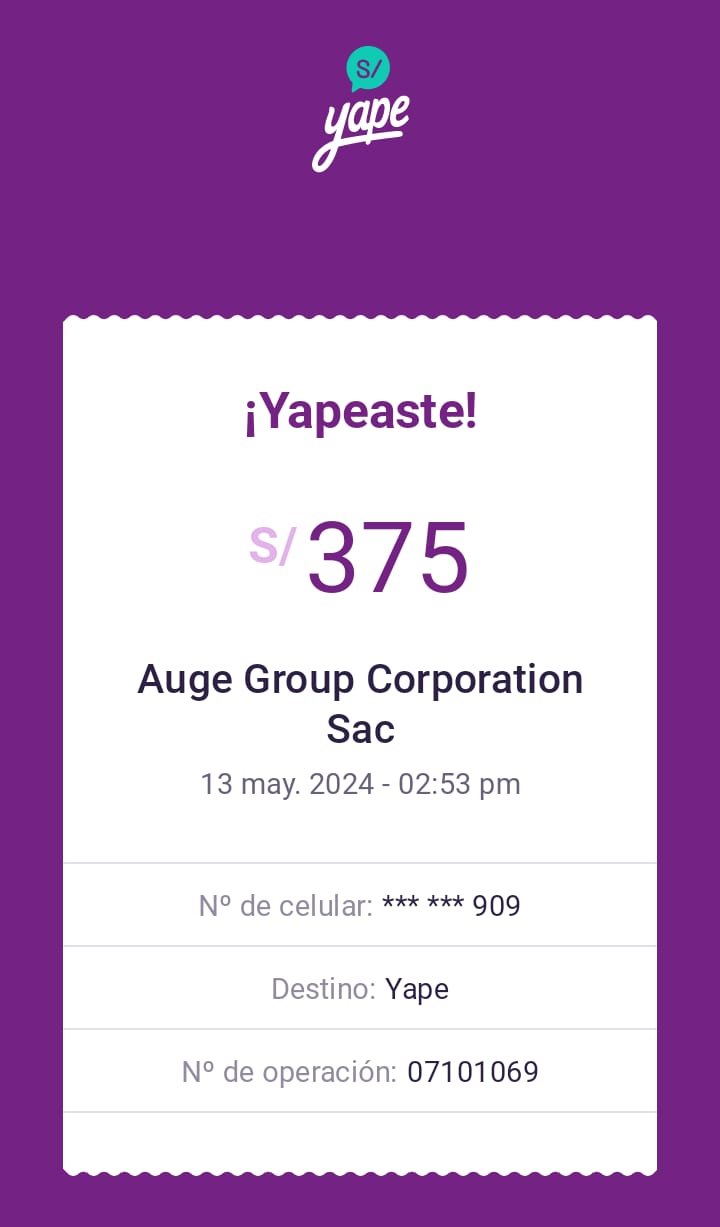 S/
yape
¡Yapeaste!
S/ 375
Auge Group Corporation
Sac
13 may. 2024 - 02:53 pm
Nº de celular: *** *** 909
Destino: Yape
Nº de operación: 07101069